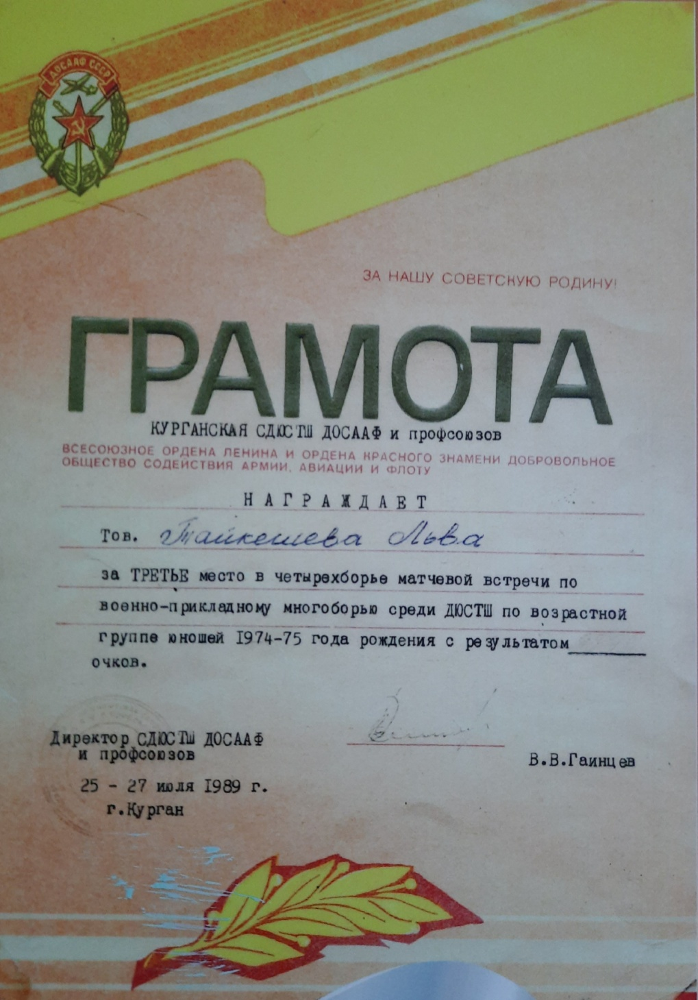 ДОСААФ СССР
ЗА НАШУ СОВЕТСКУЮ РОДИНУ!
ГРАМОТА
КУРГАНСКАЯ СДЮСТШ ДОСААФ и профсоюзов
ВСЕСОЮЗНОЕ ОРДЕНА ЛЕНИНА И ОРДЕНА КРАСНОГО ЗНАМЕНИ ДОБРОВОЛЬНОЕ
ОБЩЕСТВО СОДЕЙСТВИЯ АРМИИ, АВИАЦИИ И ФЛОТУ
НАГРАЖДАЕТ
Тов. Тайкешева Льва
за ТРЕТЬЕ место в четырехборье матчевой встречи по
военно-прикладному многоборью среди ДЮСТШ по возрастной
группе юношей 1974-75 года рождения с результатом
очков.
Директор СДЮСТШ ДОСААФ
и профсоюзов
В.В.Гаинцев
25 - 27 июля 1989 г.
г.Курган